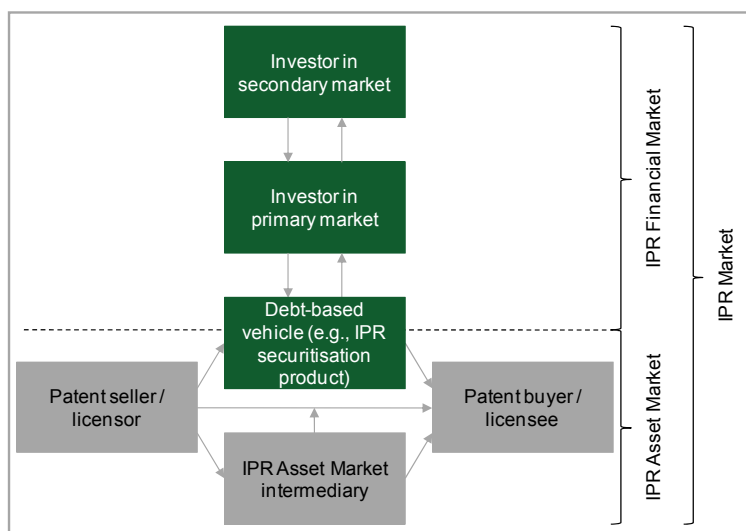 Investor in
secondary market
Investor in
primary market
Debt-based
vehicle (e.g., IPR
securitisation
product)
Patent seller /
licensor
Patent buyer /
licensee
IPR Asset Market
intermediary
IPR Financial Market
IPR Asset Market
IPR Market